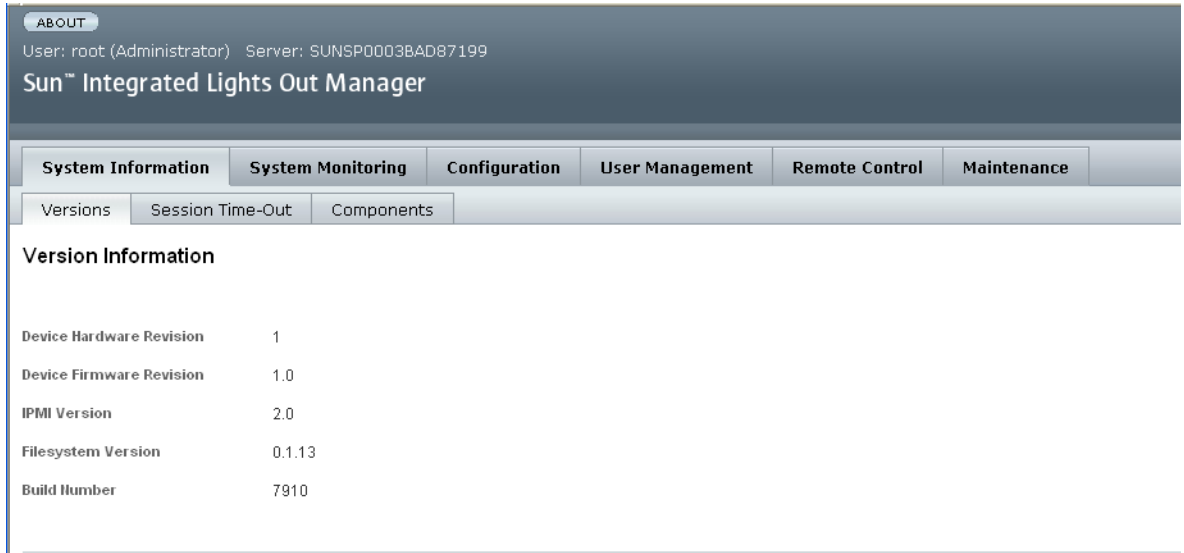 ABOUT
User: root (Administrator) Server: SUNSP0003BAD87199
Sun™ Integrated Lights Out Manager
System Information System Monitoring Configuration User Management Remote Control Maintenance
Versions Session Time-Out Components
Version Information
Device Hardware Revision 1
Device Firmware Revision 1.0
IPMI Version 2.0
Filesystem Version 0.1.13
Build Number 7910